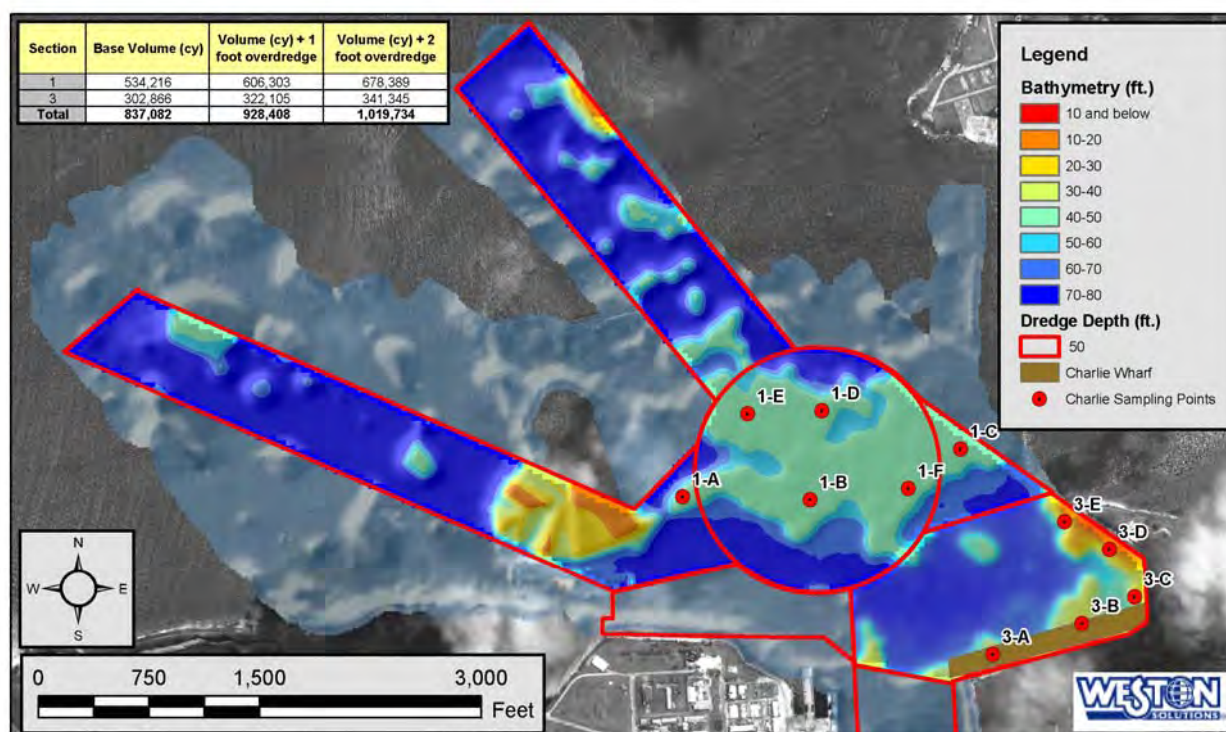 Section Base Volume (cy) Volume (cy) + 1 foot overdredge Volume (cy) + 2 foot overdredge
1 534,216 606,303 678,389
3 302,866 322,105 341,345
Total 837,082 928,408 1,019,734
Legend
Bathymetry (ft.)
10 and below
10-20
20-30
30-40
40-50
50-60
60-70
70-80
Dredge Depth (ft.)
50
Charlie Wharf
Charlie Sampling Points
1-E
1-D
1-C
1-A
1-B
1-F
3-E
3-D
3-C
3-B
3-A
N
W E
S
0 750 1,500 3,000
Feet
WESTON
SOLUTIONS